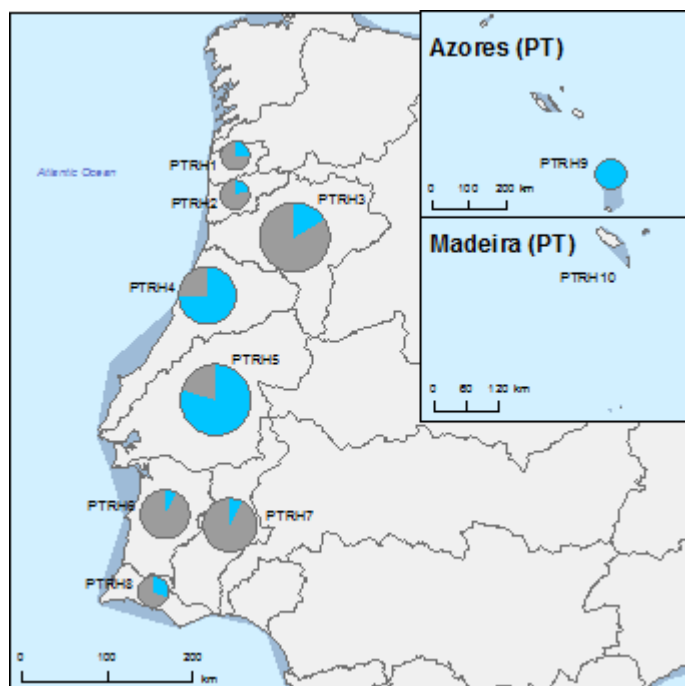 Azores (PT)
PTRH9
0 100 200 km
Madeira (PT)
PTRH10
0 60 120 km
Atlantic Ocean
PTRH1
PTRH2
PTRH3
PTRH4
PTRH5
PTRH6
PTRH7
PTRH8
0 100 200
km